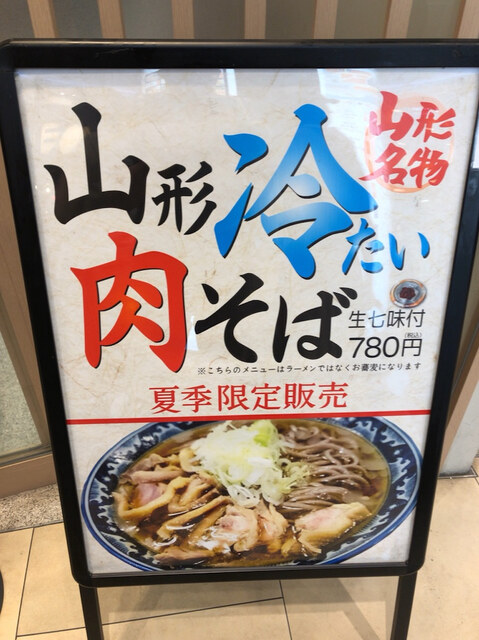 山形名物
山形冷たい
肉そば
生七味付
780円
(税込)
※こちらのメニューはラーメンではなくお蕎麦になります
夏季限定販売